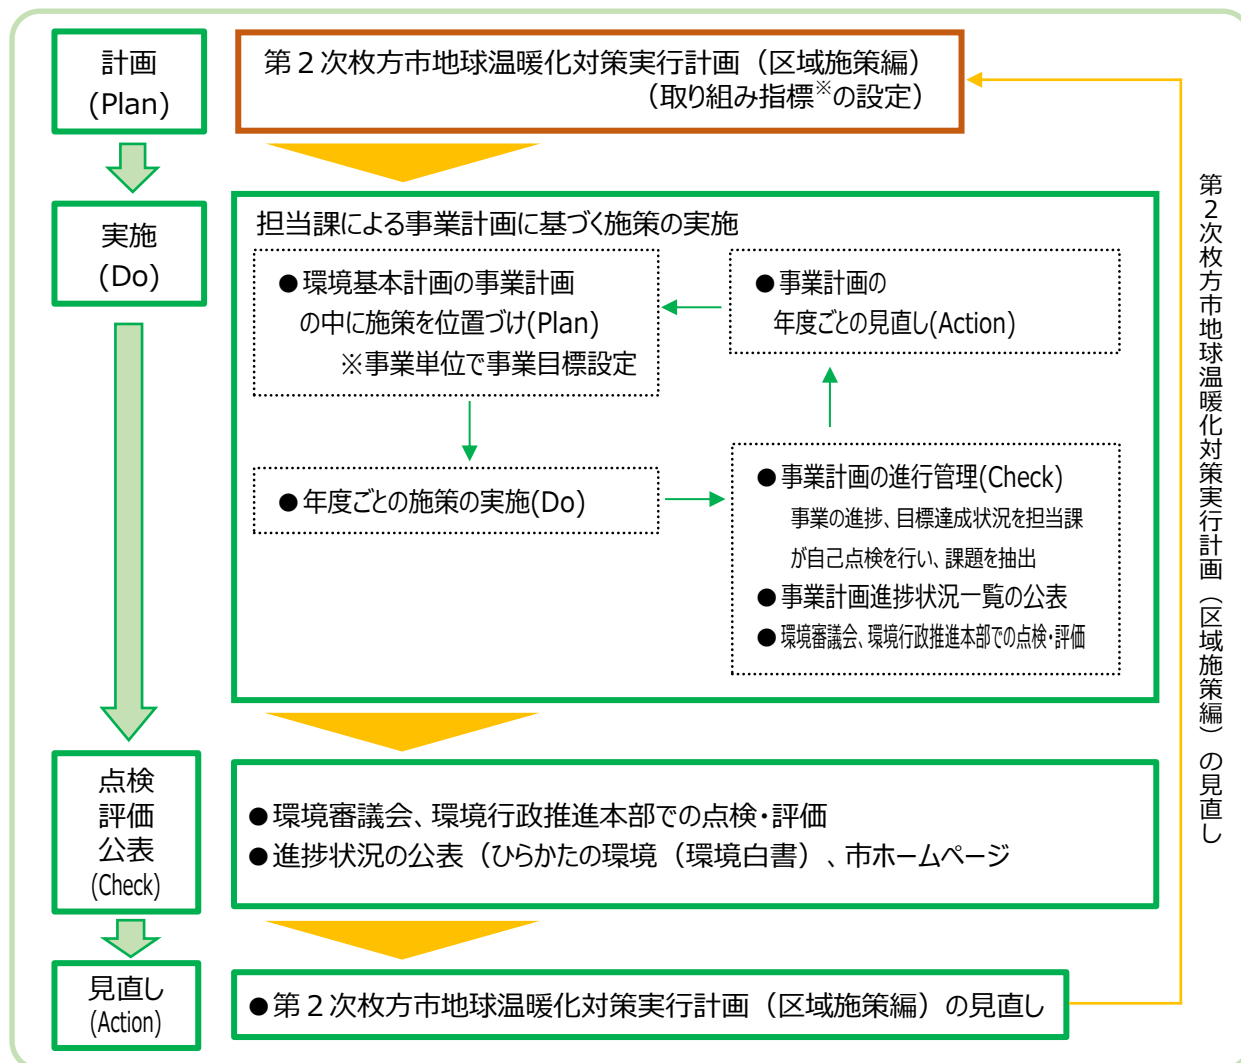 計画
(Plan)
第２次枚方市地球温暖化対策実行計画（区域施策編）
（取り組み指標※の設定）
実施
(Do)
担当課による事業計画に基づく施策の実施
●環境基本計画の事業計画
の中に施策を位置づけ(Plan)
※事業単位で事業目標設定
●事業計画の
年度ごとの見直し(Action)
●年度ごとの施策の実施(Do)
●事業計画の進行管理(Check)
事業の進捗、目標達成状況を担当課
が自己点検を行い、課題を抽出
●事業計画進捗状況一覧の公表
●環境審議会、環境行政推進本部での点検・評価
点検
評価
公表
(Check)
●環境審議会、環境行政推進本部での点検・評価
●進捗状況の公表（ひらかたの環境（環境白書）、市ホームページ
見直し
(Action)
●第２次枚方市地球温暖化対策実行計画（区域施策編）の見直し
第２次枚方市地球温暖化対策実行計画（区域施策編）の見直し